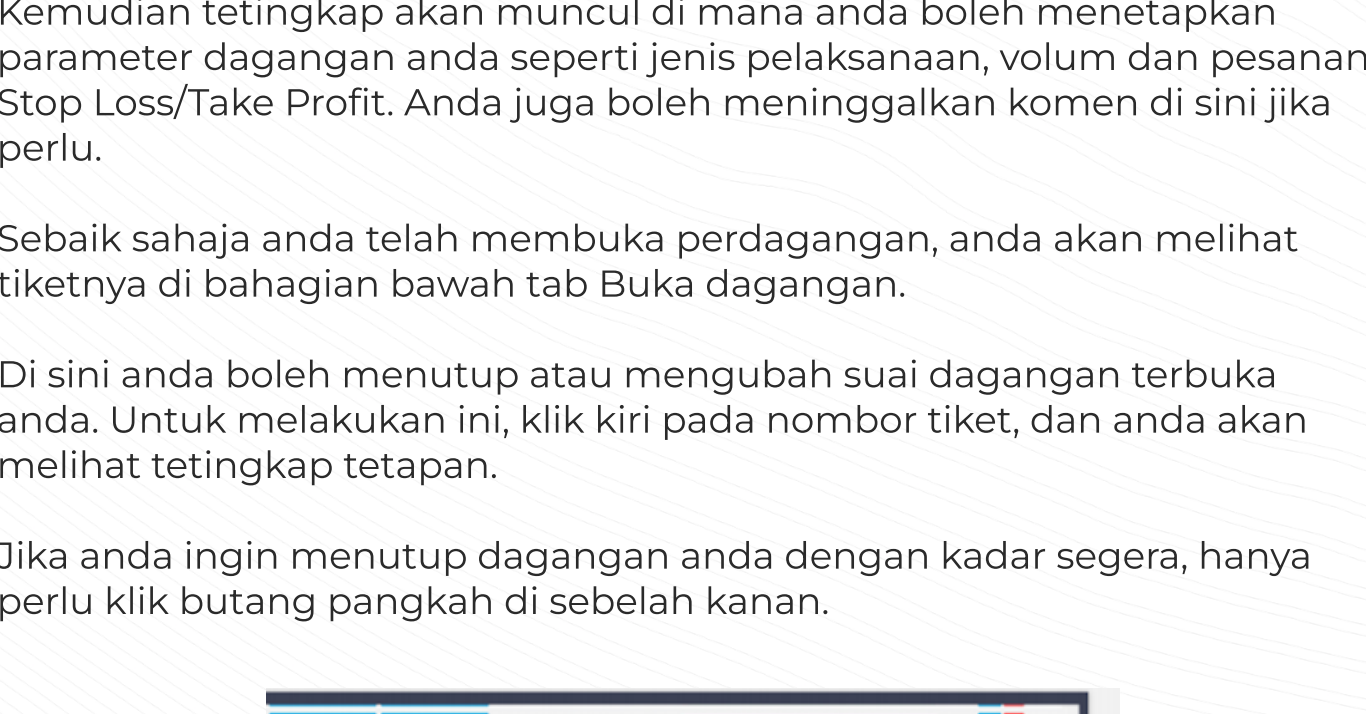 Kemudian tetingkap akan muncul di mana anda boleh menetapkan
parameter dagangan anda seperti jenis pelaksanaan, volum dan pesanan
Stop Loss/Take Profit. Anda juga boleh meninggalkan komen di sini jika
perlu.
Sebaik sahaja anda telah membuka perdagangan, anda akan melihat
tiketnya di bahagian bawah tab Buka dagangan.
Di sini anda boleh menutup atau mengubah suai dagangan terbuka
anda. Untuk melakukan ini, klik kiri pada nombor tiket, dan anda akan
melihat tetingkap tetapan.
Jika anda ingin menutup dagangan anda dengan kadar segera, hanya
perlu klik butang pangkah di sebelah kanan.